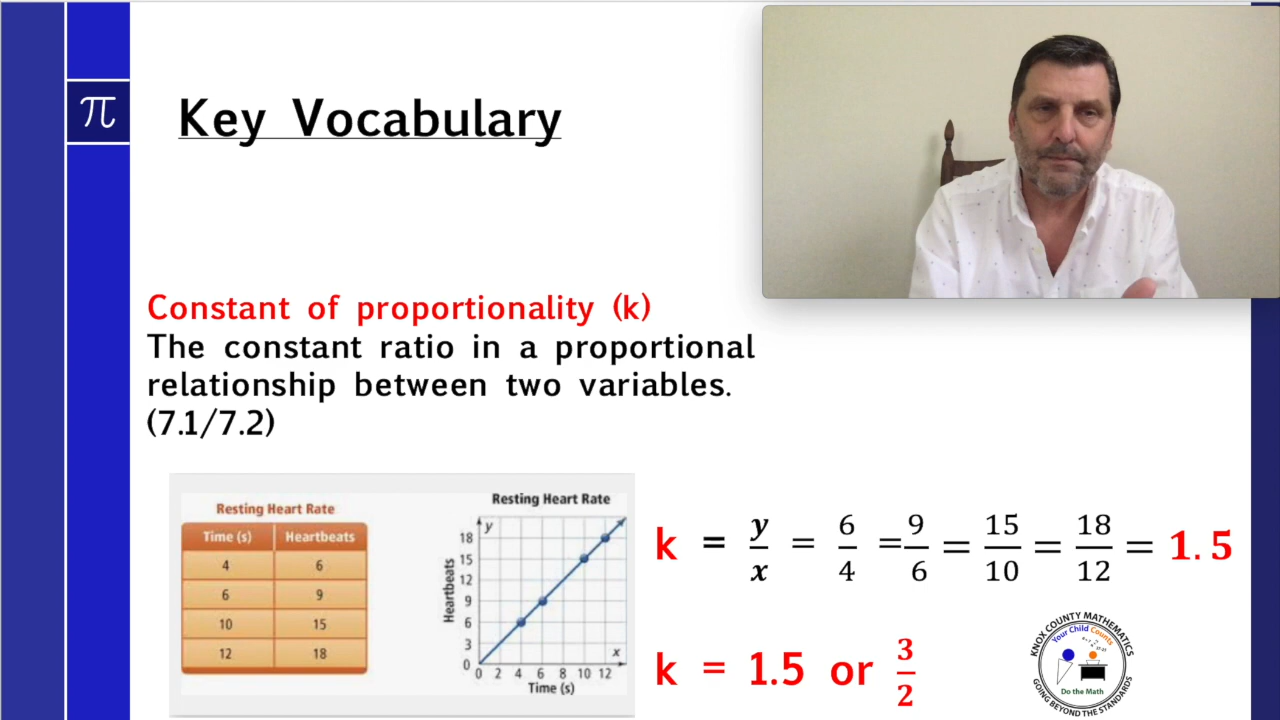 π
Key Vocabulary
Constant of proportionality (k)
The constant ratio in a proportional
relationship between two variables.
(7.1/7.2)
Resting Heart Rate
Time (s) Heartbeats
4 6
6 9
10 15
12 18
Resting Heart Rate
y
18
15
12
9
6
3
0
Heartbeats
x
0 2 4 6 8 10 12
Time (s)
k = y/x = 6/4 = 9/6 = 15/10 = 18/12 = 1.5
k = 1.5 or 3/2
KNOX COUNTY MATHEMATICS
Your Child Counts
Do the Math
GOING BEYOND THE STANDARDS